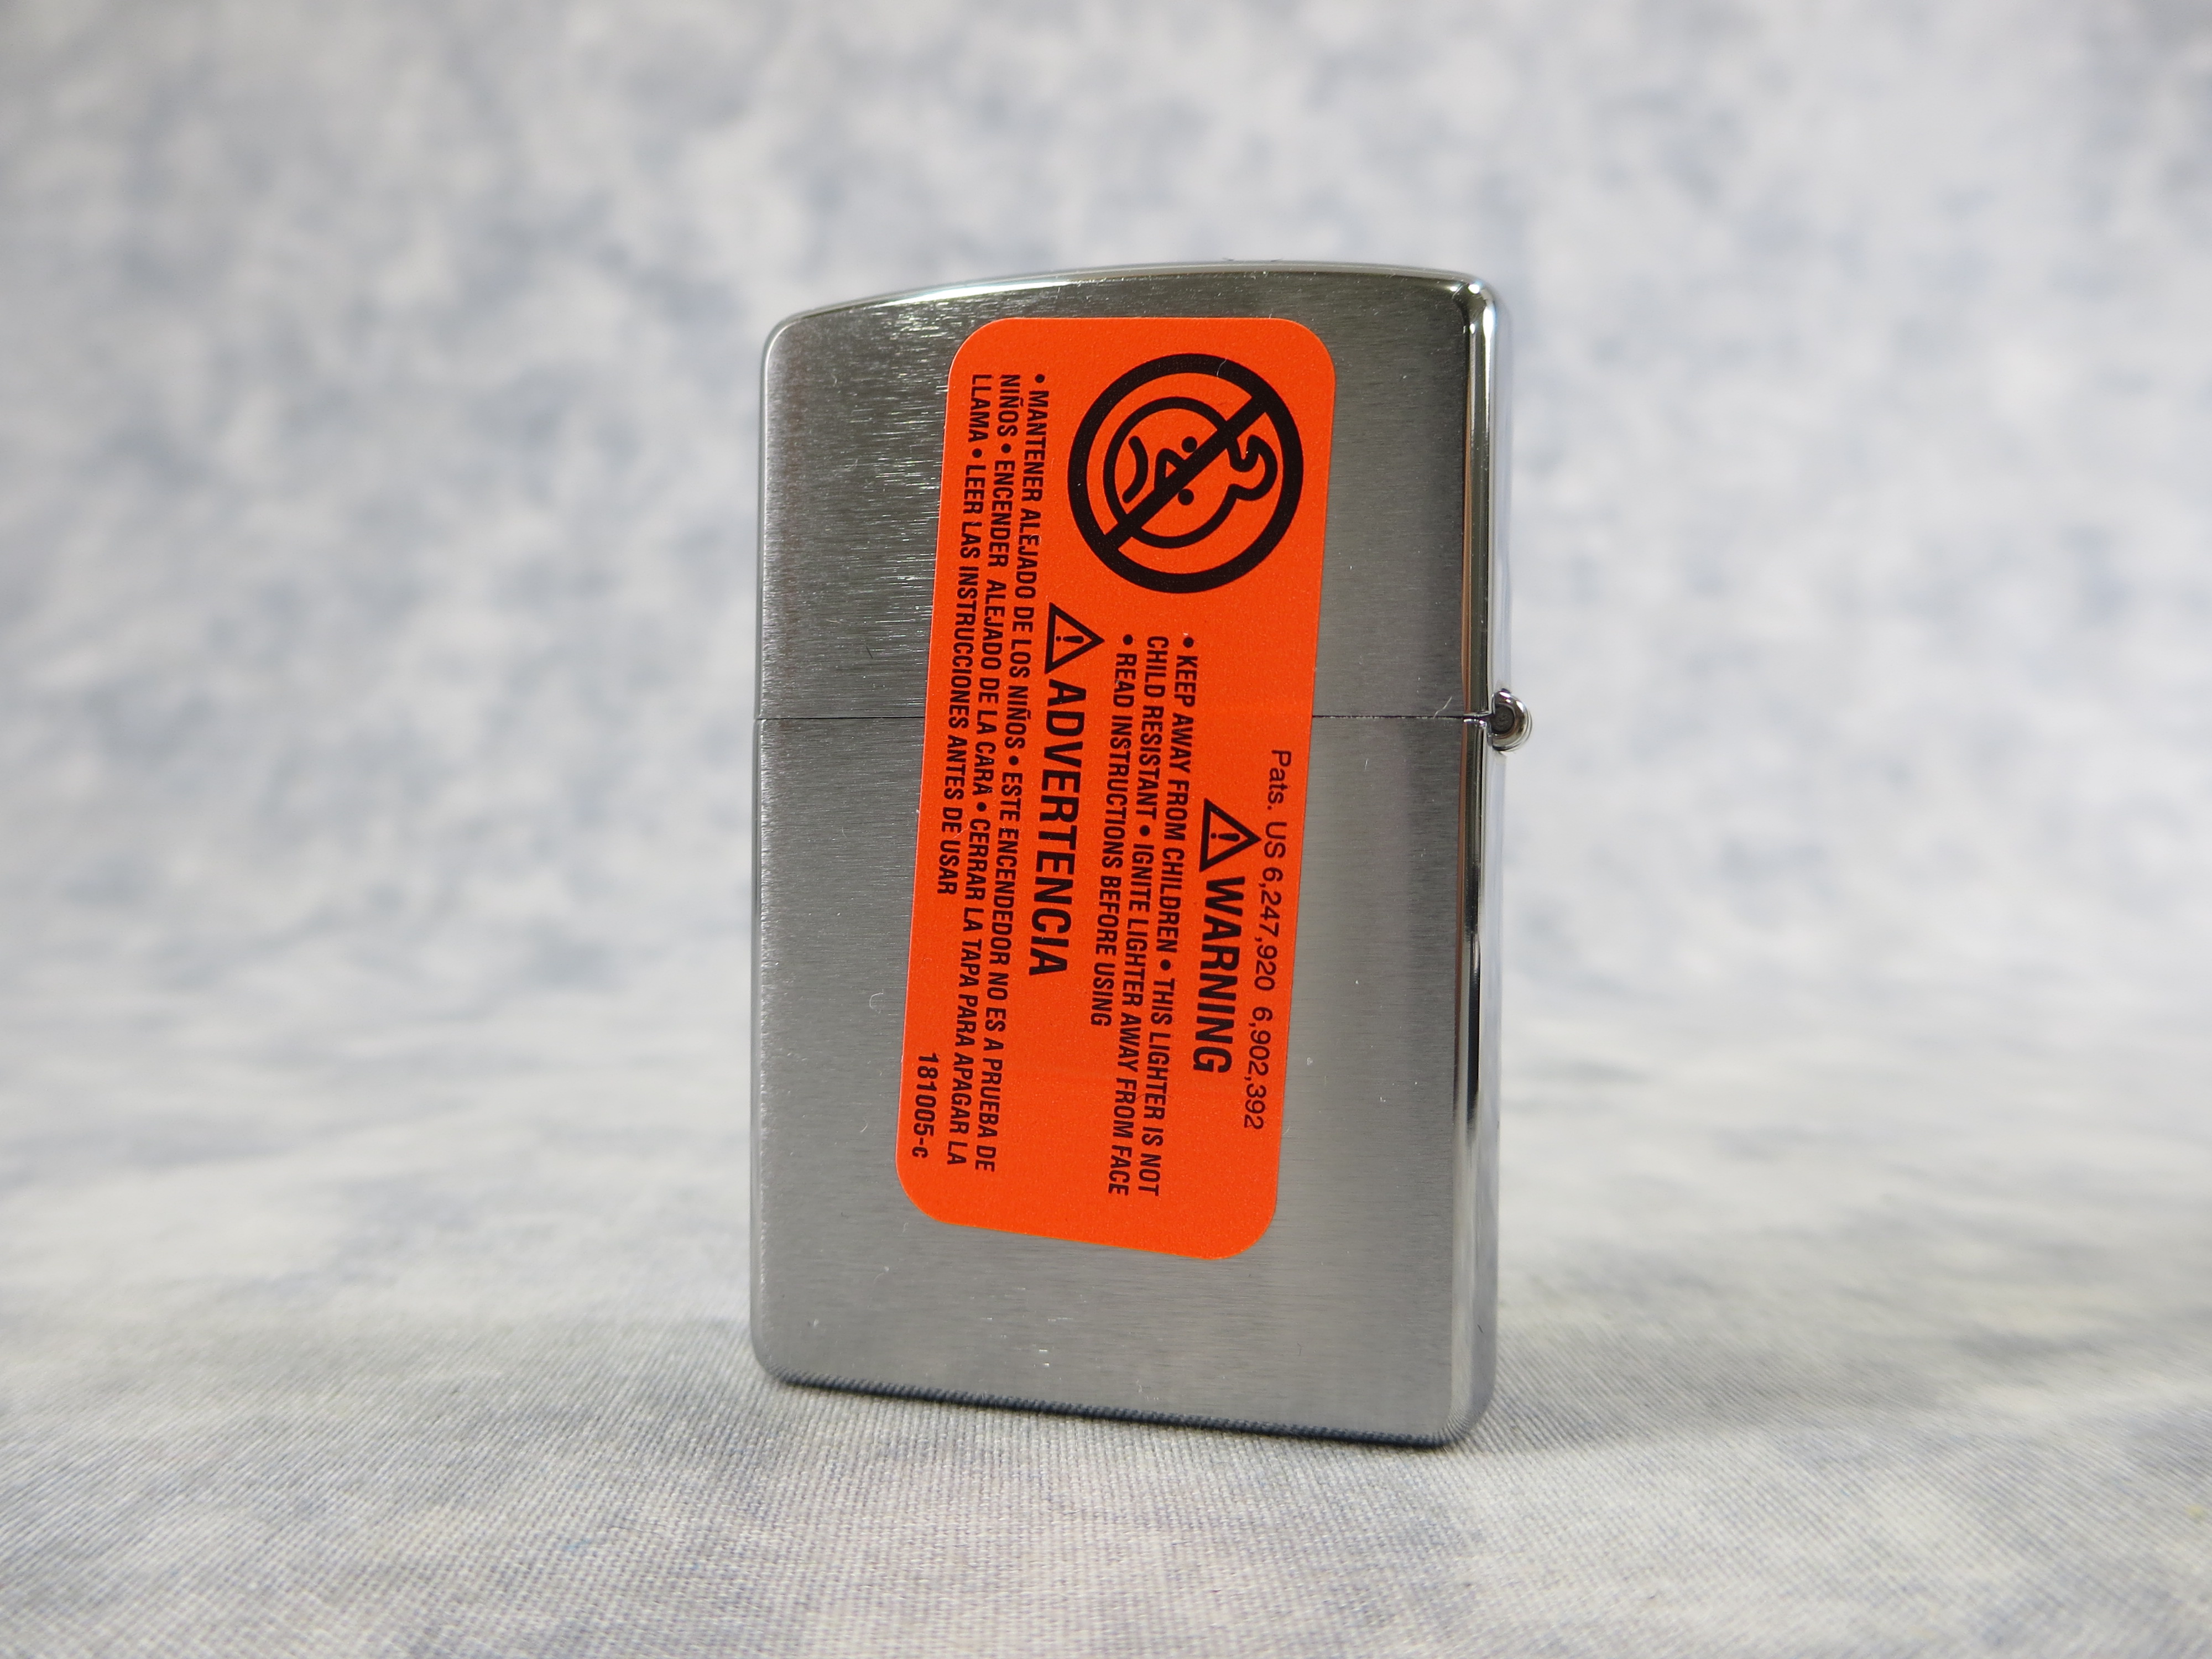 Pats. US 6,247,920 6,902,392
WARNING
• KEEP AWAY FROM CHILDREN • THIS LIGHTER IS NOT
CHILD RESISTANT • IGNITE LIGHTER AWAY FROM FACE
• READ INSTRUCTIONS BEFORE USING
ADVERTENCIA
• MANTENER ALEJADO DE LOS NIÑOS • ESTE ENCENDEDOR NO ES A PRUEBA DE
NIÑOS • ENCENDER ALEJADO DE LA CARA • CERRAR LA TAPA PARA APAGAR LA
LLAMA • LEER LAS INSTRUCCIONES ANTES DE USAR
181005-c